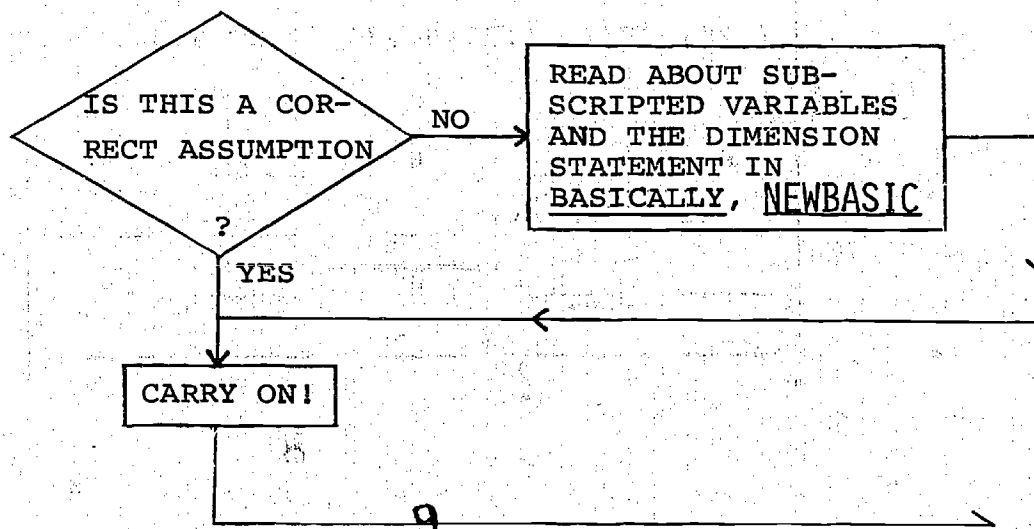 IS THIS A COR-
RECT ASSUMPTION
?
NO
READ ABOUT SUB-
SCRIPTED VARIABLES
AND THE DIMENSION
STATEMENT IN
BASICALLY, NEWBASIC
YES
CARRY ON!
9